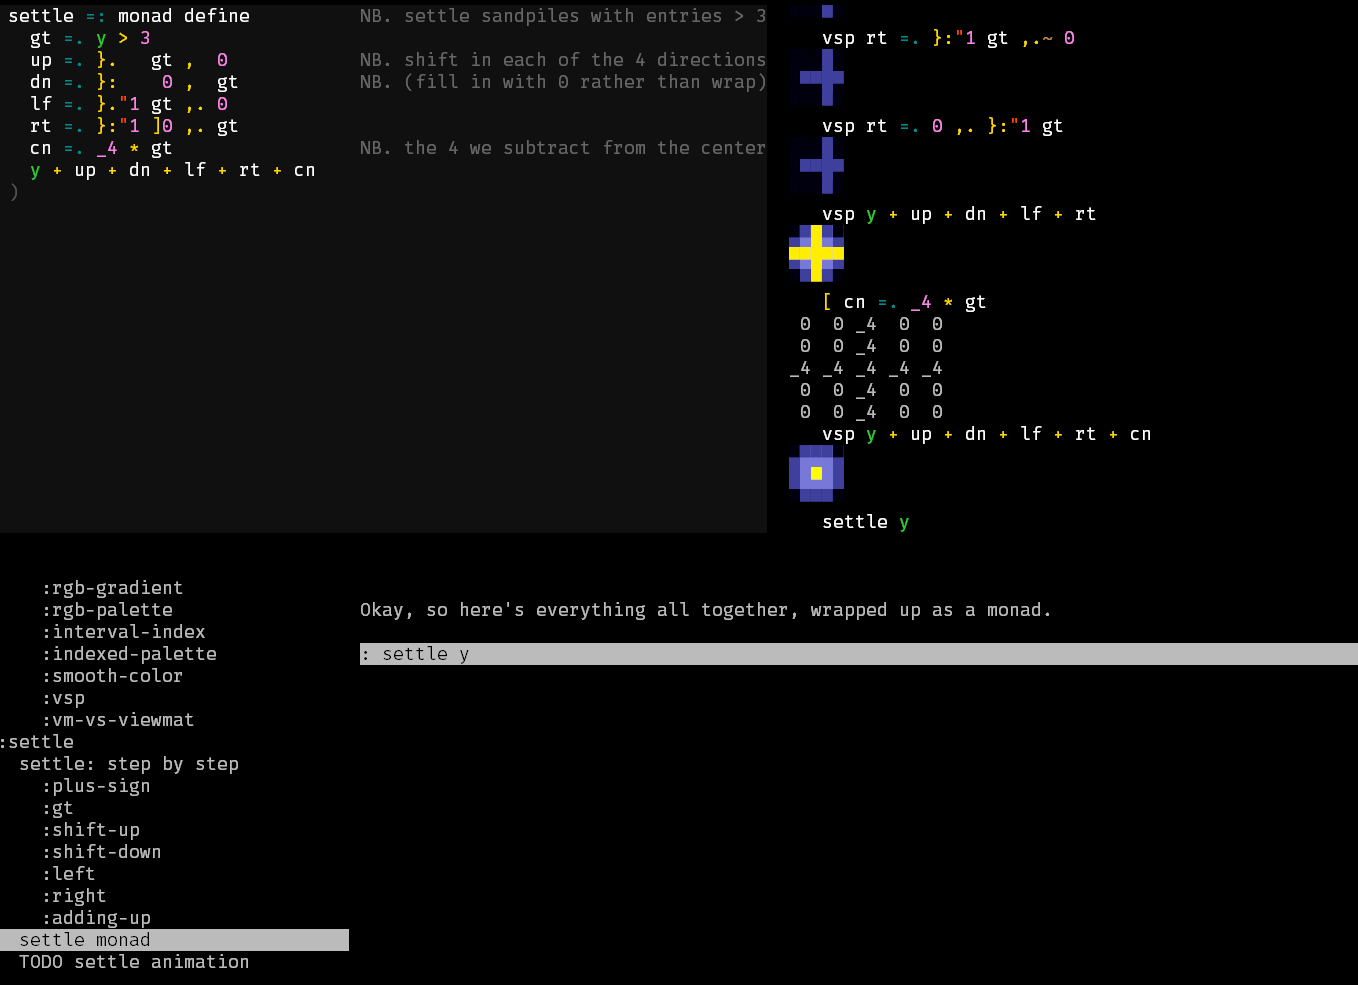 settle =: monad define NB. settle sandpiles with entries > 3
gt =. y > 3
up =. }. gt , 0 NB. shift in each of the 4 directions
dn =. }: 0 , gt NB. (fill in with 0 rather than wrap)
lf =. }."1 gt ,. 0
rt =. }:"1 ]0 ,. gt
cn =. _4 * gt NB. the 4 we subtract from the center
y + up + dn + lf + rt + cn
)
vsp rt =. }:"1 gt ,.~ 0
vsp rt =. 0 ,. }:"1 gt
vsp y + up + dn + lf + rt
[ cn =. _4 * gt
0 0 _4 0 0
0 0 _4 0 0
_4 _4 _4 _4 _4
0 0 _4 0 0
0 0 _4 0 0
vsp y + up + dn + lf + rt + cn
settle y
:rgb-gradient
:rgb-palette
:interval-index
:indexed-palette
:smooth-color
:vsp
:vm-vs-viewmat
:settle
settle: step by step
:plus-sign
:gt
:shift-up
:shift-down
:left
:right
:adding-up
settle monad
TODO settle animation
Okay, so here's everything all together, wrapped up as a monad.
: settle y